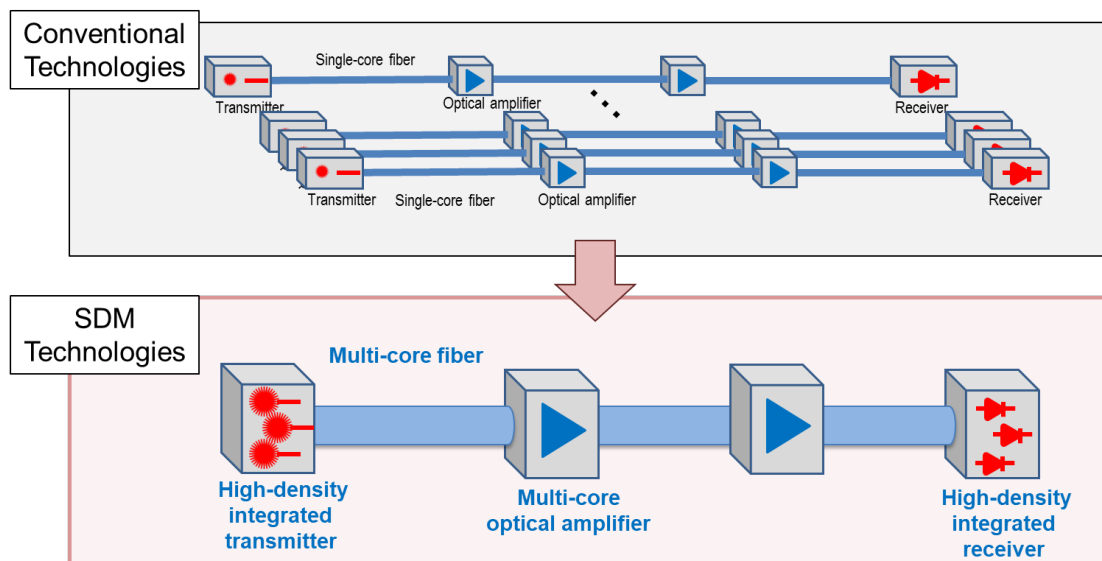 Conventional
Technologies
Single-core fiber
Transmitter
Optical amplifier
Receiver
Transmitter
Single-core fiber
Optical amplifier
Receiver
SDM
Technologies
Multi-core fiber
High-density
integrated
transmitter
Multi-core
optical amplifier
High-density
integrated
receiver